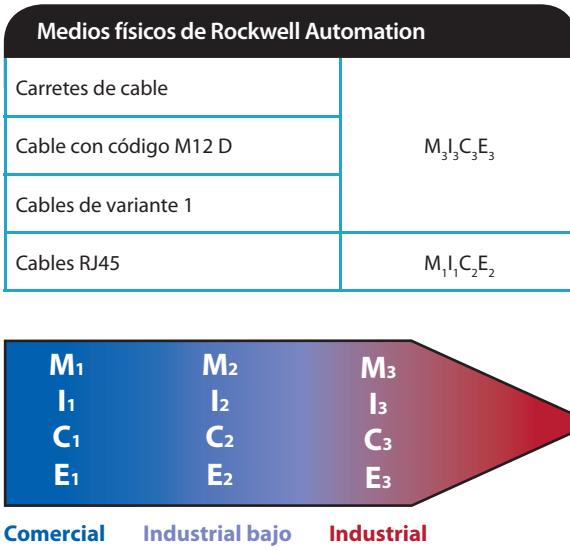 Medios físicos de Rockwell Automation
Carretes de cable
Cable con código M12 D
M₃I₃C₃E₃
Cables de variante 1
Cables RJ45
M₁I₁C₂E₂
M₁ M₂ M₃
I₁ I₂ I₃
C₁ C₂ C₃
E₁ E₂ E₃
Comercial Industrial bajo Industrial